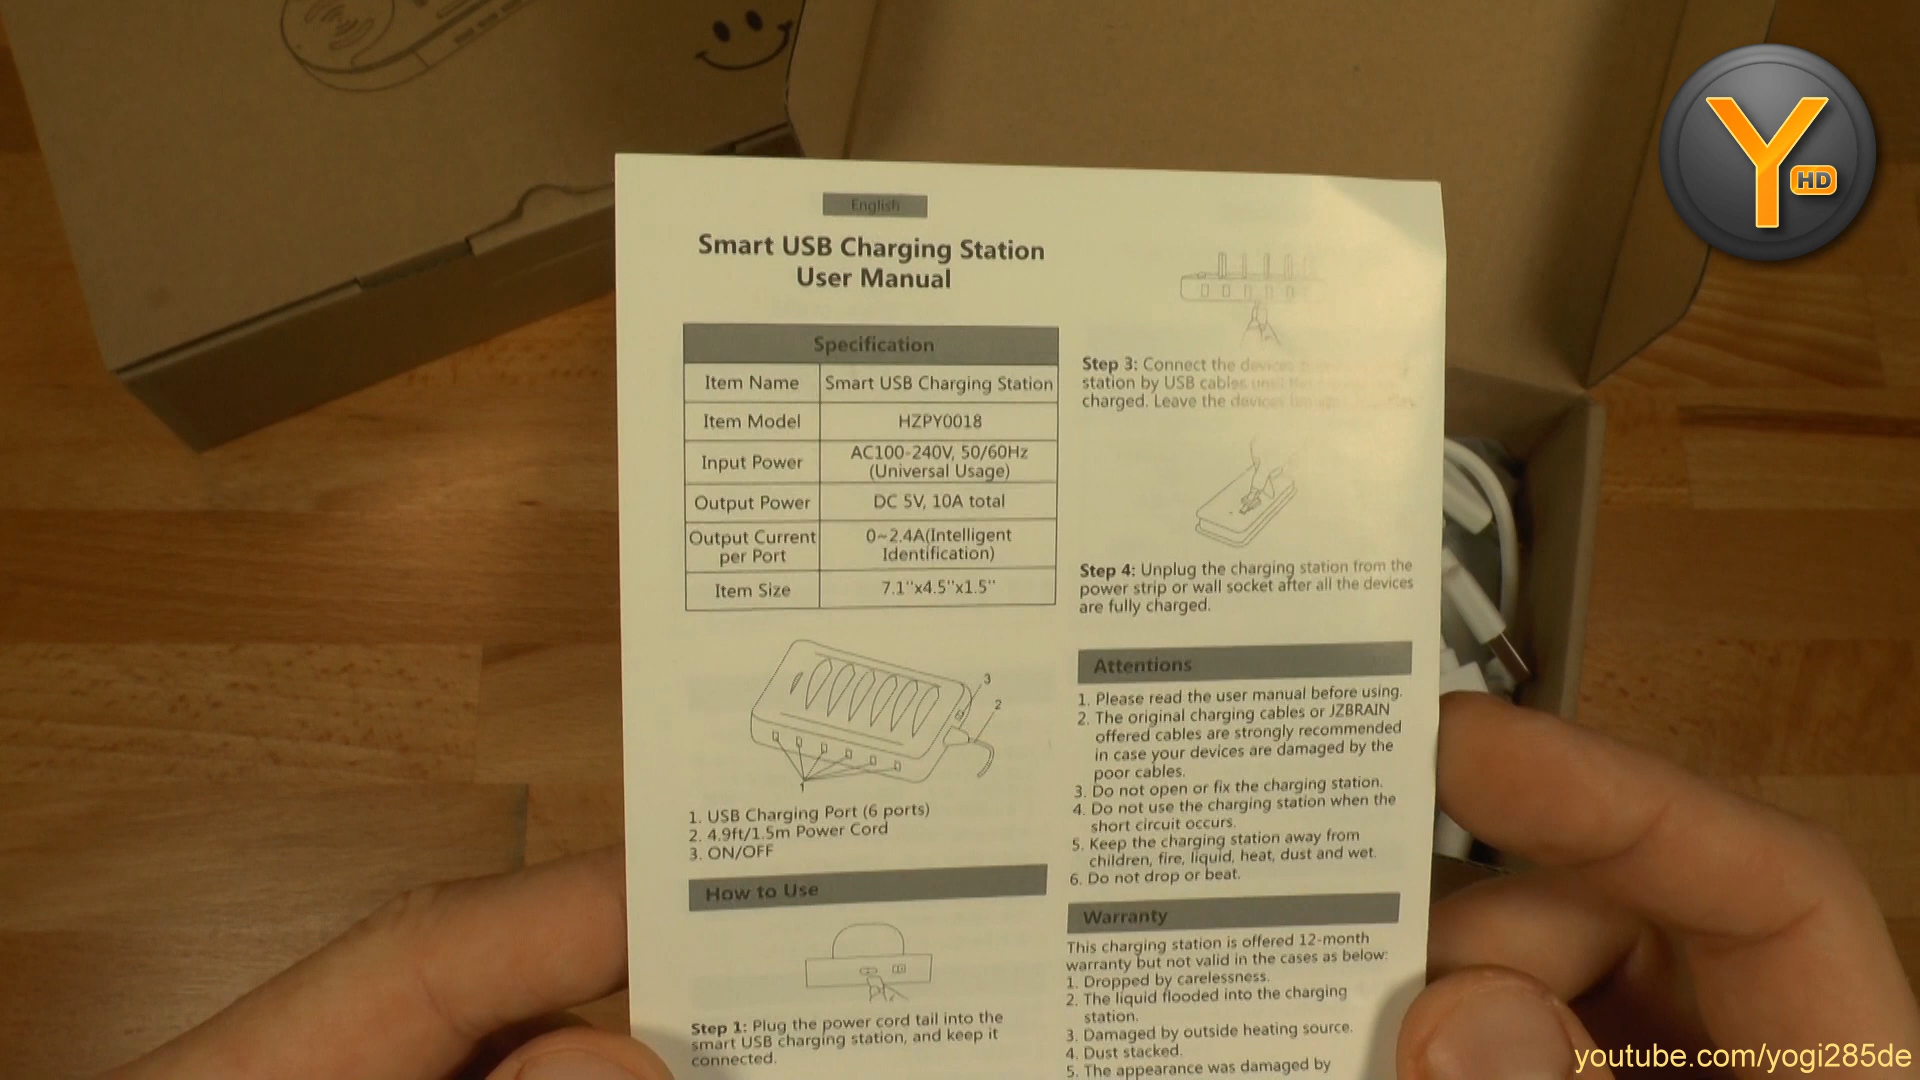 English
Smart USB Charging Station
User Manual
Specification
Item Name Smart USB Charging Station
Item Model HZPY0018
Input Power AC100-240V, 50/60Hz
(Universal Usage)
Output Power DC 5V, 10A total
Output Current per Port 0~2.4A(Intelligent
Identification)
Item Size 7.1''x4.5''x1.5''
3
2
1
1. USB Charging Port (6 ports)
2. 4.9ft/1.5m Power Cord
3. ON/OFF
How to Use
Step 1: Plug the power cord tail into the
smart USB charging station, and keep it
connected.
Step 3: Connect the devices
station by USB cables until
charged. Leave the devices
Step 4: Unplug the charging station from the
power strip or wall socket after all the devices
are fully charged.
Attentions
1. Please read the user manual before using.
2. The original charging cables or JZBRAIN
offered cables are strongly recommended
in case your devices are damaged by the
poor cables.
3. Do not open or fix the charging station.
4. Do not use the charging station when the
short circuit occurs.
5. Keep the charging station away from
children, fire, liquid, heat, dust and wet.
6. Do not drop or beat.
Warranty
This charging station is offered 12-month
warranty but not valid in the cases as below:
1. Dropped by carelessness.
2. The liquid flooded into the charging
station.
3. Damaged by outside heating source.
4. Dust stacked.
5. The appearance was damaged by
Y HD
youtube.com/yogi285de